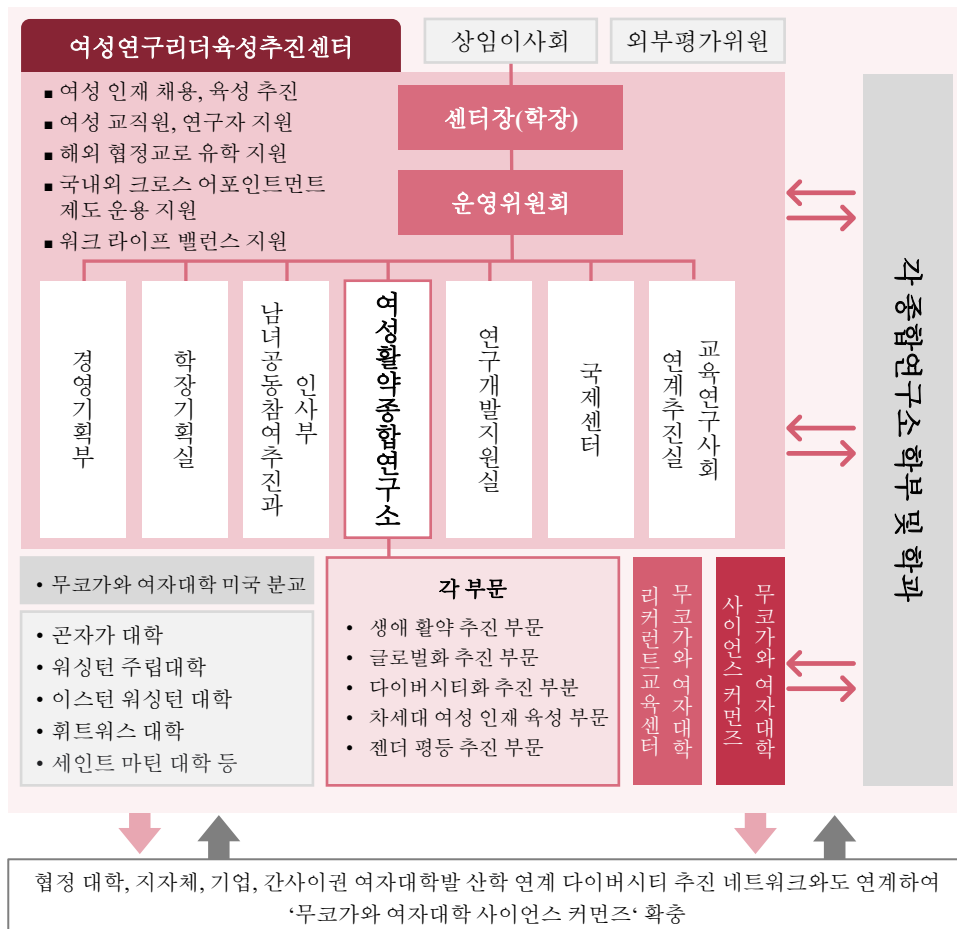 여성연구리더육성추진센터
상임이사회
외부평가위원
▪ 여성 인재 채용, 육성 추진
▪ 여성 교직원, 연구자 지원
▪ 해외 협정교로 유학 지원
▪ 국내외 크로스 어포인트먼트
제도 운용 지원
▪ 워크 라이프 밸런스 지원
센터장(학장)
운영위원회
경영기획부
학장기획실
인사부
남녀공동참여추진과
여성활약종합연구소
연구개발지원실
국제센터
교육연구사회
연계추진실
각 종합연구소 학부 및 학과
• 무코가와 여자대학 미국 분교
• 곤자가 대학
• 워싱턴 주립대학
• 이스턴 워싱턴 대학
• 휘트워스 대학
• 세인트 마틴 대학 등
각 부문
• 생애 활약 추진 부문
• 글로벌화 추진 부문
• 다이버시티화 추진 부분
• 차세대 여성 인재 육성 부문
• 젠더 평등 추진 부문
무코가와 여자대학
리커런트교육센터
무코가와 여자대학
사이언스 커먼즈
협정 대학, 지자체, 기업, 간사이권 여자대학발 산학 연계 다이버시티 추진 네트워크와도 연계하여
‘무코가와 여자대학 사이언스 커먼즈‘ 확충